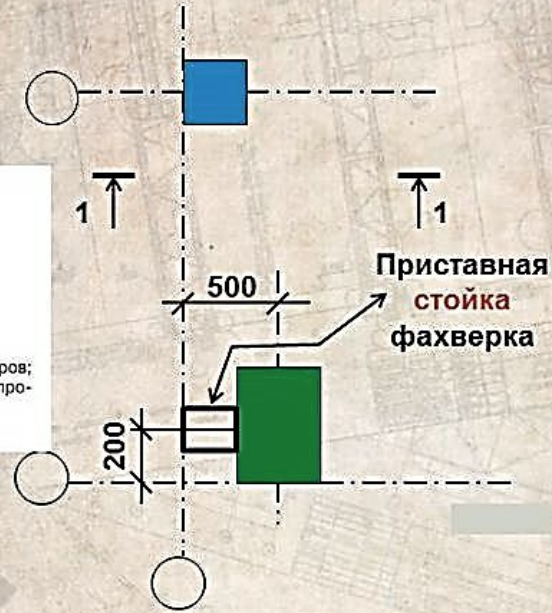 1
1
500
Приставная
стойка
фахверка
ров;
про-
200